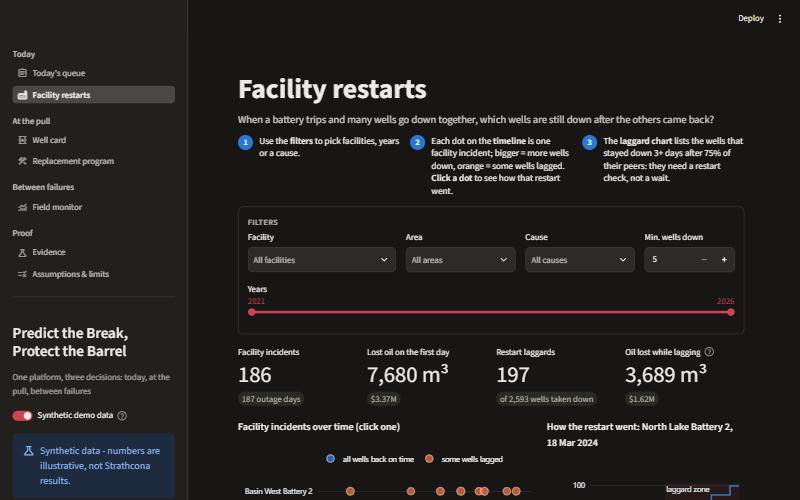 Deploy
Today
Today's queue
Facility restarts
At the pull
Well card
Replacement program
Between failures
Field monitor
Proof
Evidence
Assumptions & limits
Predict the Break,
Protect the Barrel
One platform, three decisions: today, at the
pull, between failures
Synthetic demo data
Synthetic data - numbers are
illustrative, not Strathcona
results.
Facility restarts
When a battery trips and many wells go down together, which wells are still down after the others came back?
1
Use the filters to pick facilities, years
or a cause.
2
Each dot on the timeline is one
facility incident; bigger = more wells
down, orange = some wells lagged.
Click a dot to see how that restart
went.
3
The laggard chart lists the wells that
stayed down 3+ days after 75% of
their peers: they need a restart
check, not a wait.
FILTERS
Facility
All facilities
Area
All areas
Cause
All causes
Min. wells down
5
Years
2021
2026
Facility incidents
186
187 outage days
Lost oil on the first day
7,680 m³
$3.37M
Restart laggards
197
of 2,593 wells taken down
Oil lost while lagging
3,689 m³
$1.62M
Facility incidents over time (click one)
all wells back on time
some wells lagged
Basin West Battery 2
How the restart went: North Lake Battery 2,
18 Mar 2024
100
laggard zone